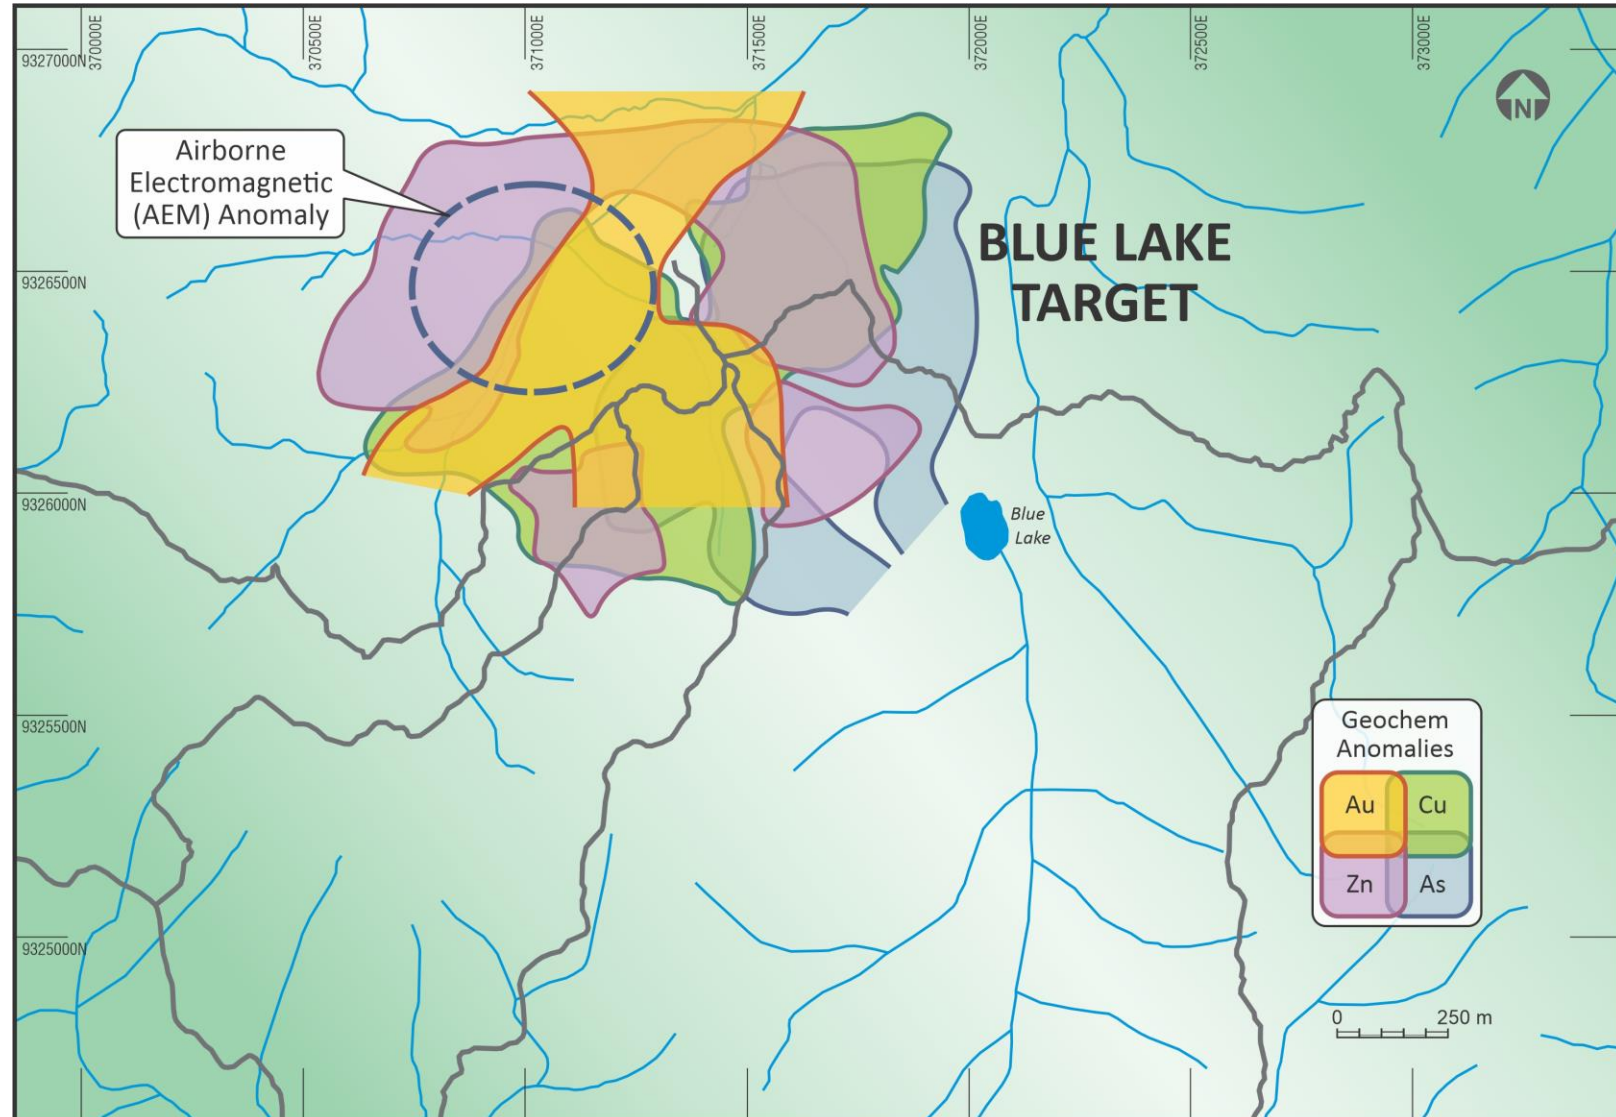 370000E
370500E
371000E
371500E
372000E
372500E
373000E
9327000N
N
Airborne
Electromagnetic
(AEM) Anomaly
BLUE LAKE
TARGET
9326500N
9326000N
Blue
Lake
9325500N
Geochem
Anomalies
Au
Cu
Zn
As
9325000N
0 250 m